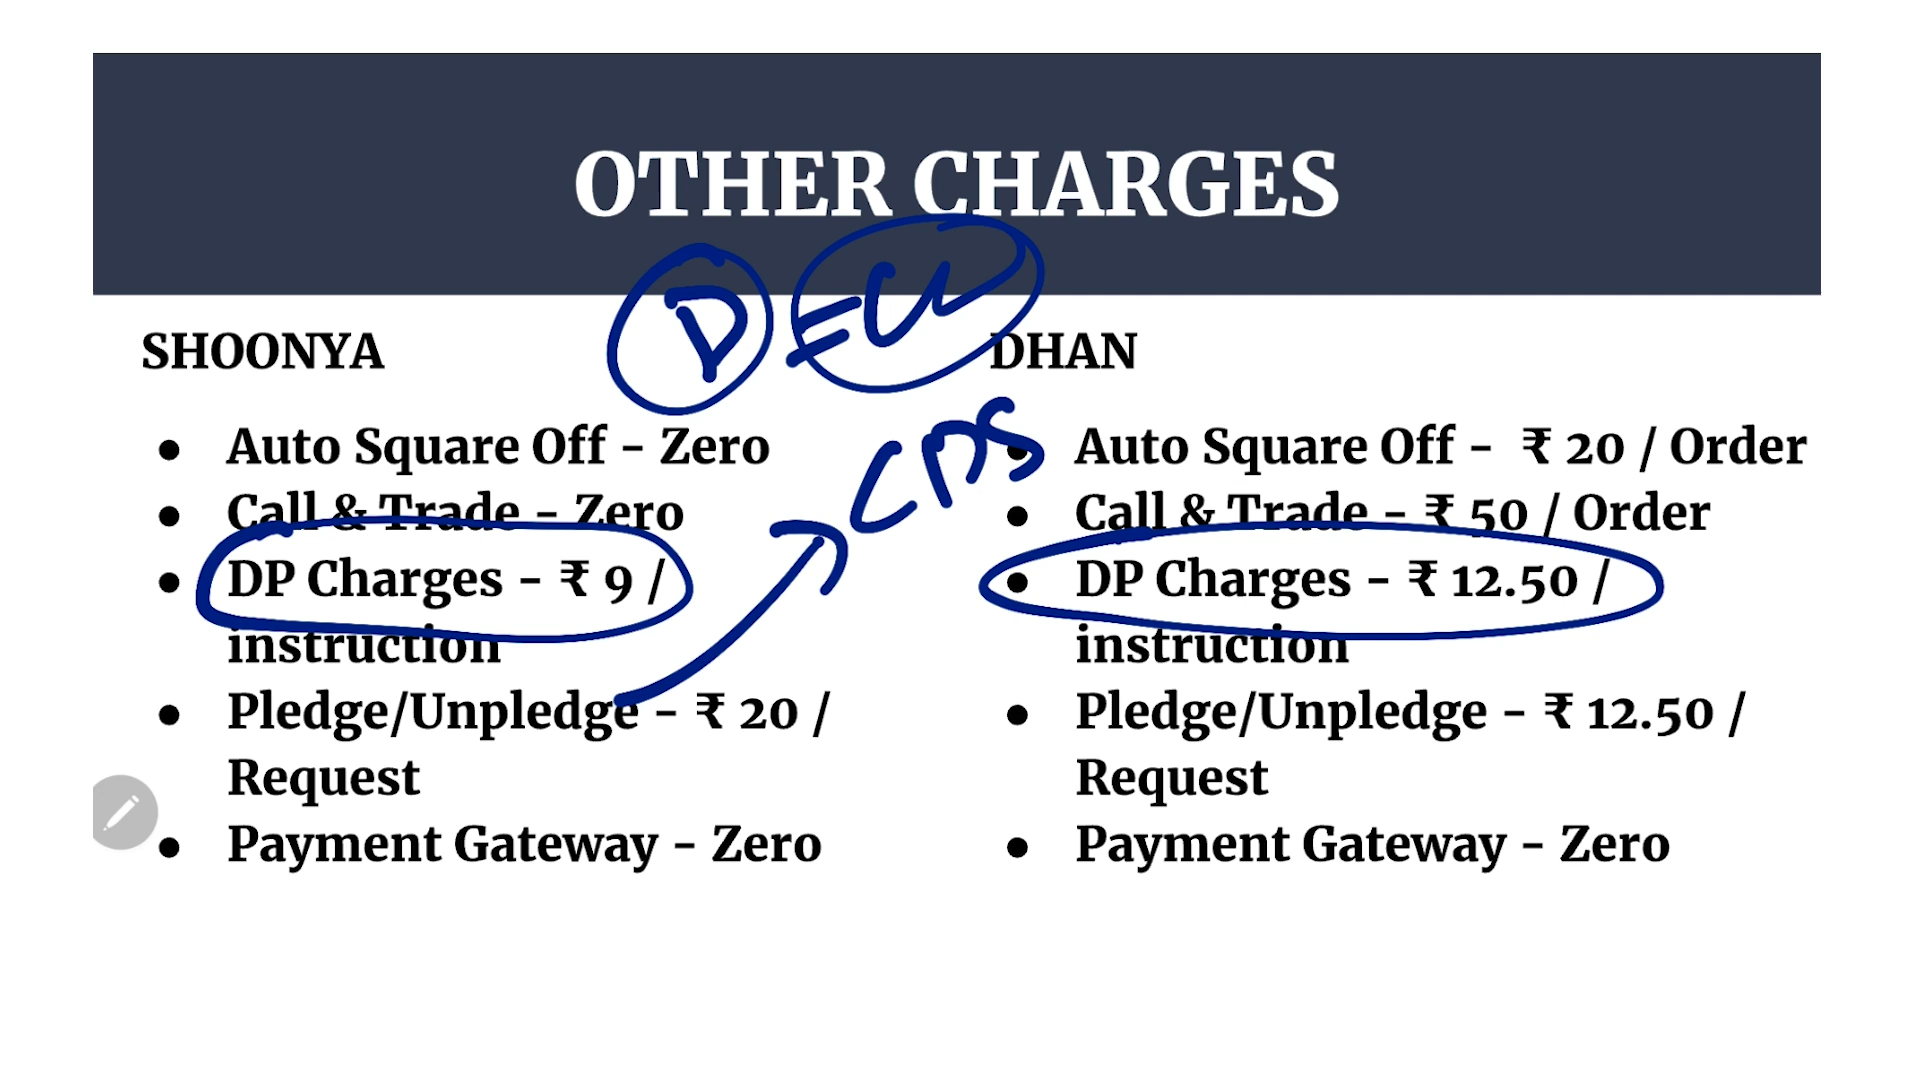 OTHER CHARGES
SHOONYA
● Auto Square Off - Zero
● Call & Trade - Zero
● DP Charges - ₹ 9 /
instruction
● Pledge/Unpledge - ₹ 20 /
Request
● Payment Gateway - Zero
DHAN
● Auto Square Off - ₹ 20 / Order
● Call & Trade - ₹ 50 / Order
● DP Charges - ₹ 12.50 /
instruction
● Pledge/Unpledge - ₹ 12.50 /
Request
● Payment Gateway - Zero